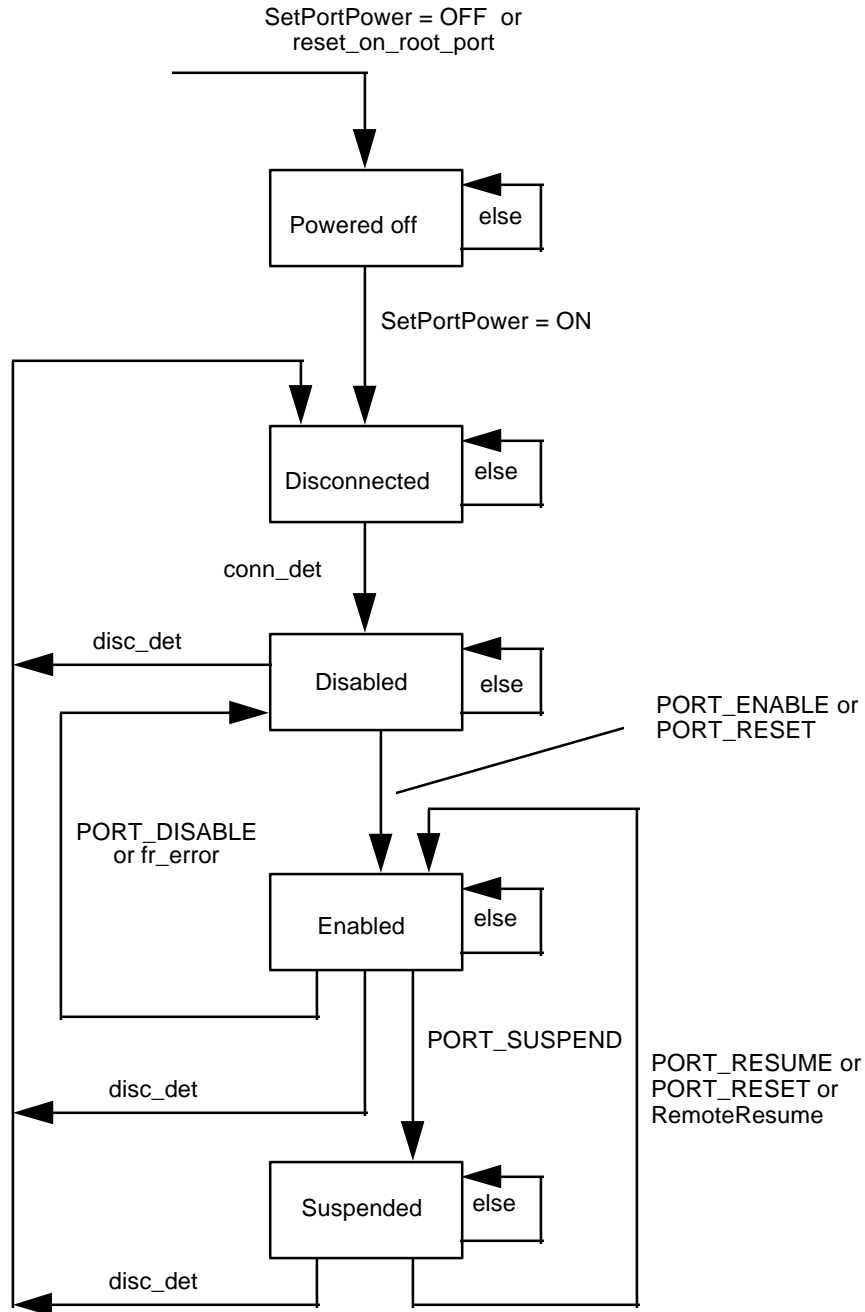 SetPortPower = OFF or
reset_on_root_port
Powered off
else
SetPortPower = ON
Disconnected
else
conn_det
disc_det
Disabled
else
PORT_ENABLE or
PORT_RESET
PORT_DISABLE
or fr_error
Enabled
else
PORT_SUSPEND
PORT_RESUME or
PORT_RESET or
RemoteResume
disc_det
Suspended
else
disc_det